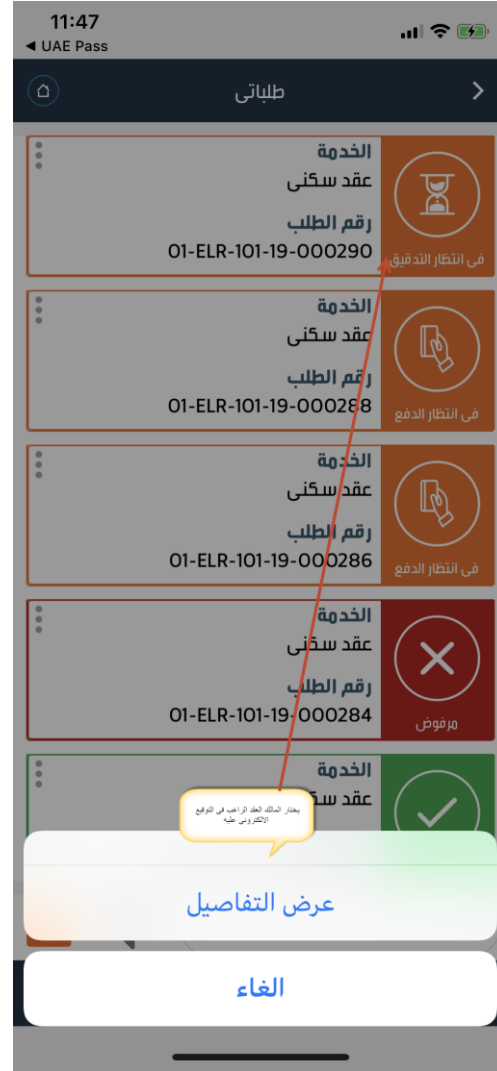 11:47
◀ UAE Pass
طلباتى
الخدمة
عقد سكنى
رقم الطلب
01-ELR-101-19-000290
فى انتظار التدقيق
الخدمة
عقد سكنى
رقم الطلب
01-ELR-101-19-000288
فى انتظار الدفع
الخدمة
عقد سكنى
رقم الطلب
01-ELR-101-19-000286
فى انتظار الدفع
الخدمة
عقد سكنى
رقم الطلب
01-ELR-101-19-000284
مرفوض
الخدمة
عقد
يختار المالك العقد الراغب في التوقيع
الالكتروني عليه
عرض التفاصيل
الغاء